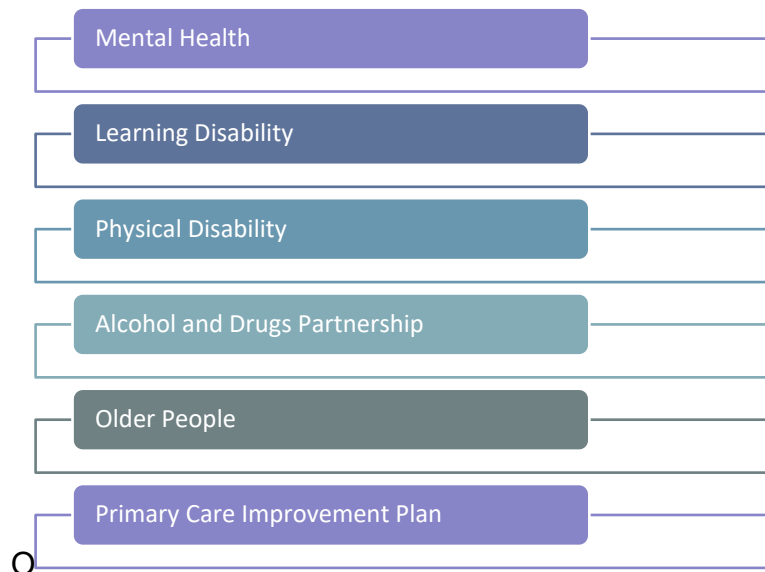 Mental Health
Learning Disability
Physical Disability
Alcohol and Drugs Partnership
Older People
Primary Care Improvement Plan
O